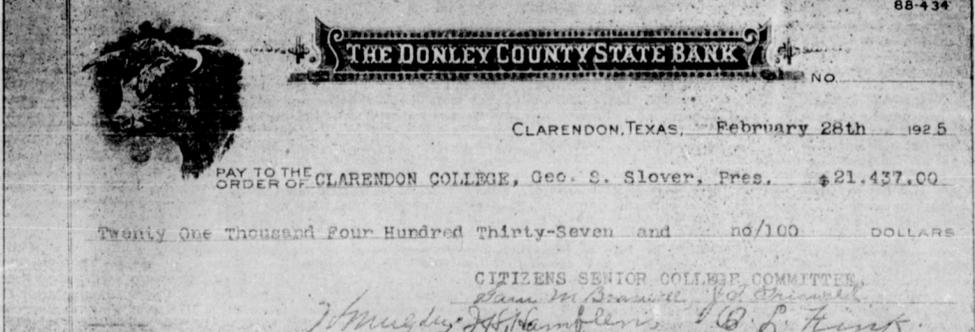 88-434
THE DONLEY COUNTY STATE BANK
NO.
CLARENDON, TEXAS, February 28th 1925
PAY TO THE
ORDER OF CLARENDON COLLEGE, Geo. S. Slover, Pres. $21.437.00
Twenty One Thousand Four Hundred Thirty-Seven and no/100 DOLLARS
CITIZENS SENIOR COLLEGE COMMITTEE,
Sam M Braswell